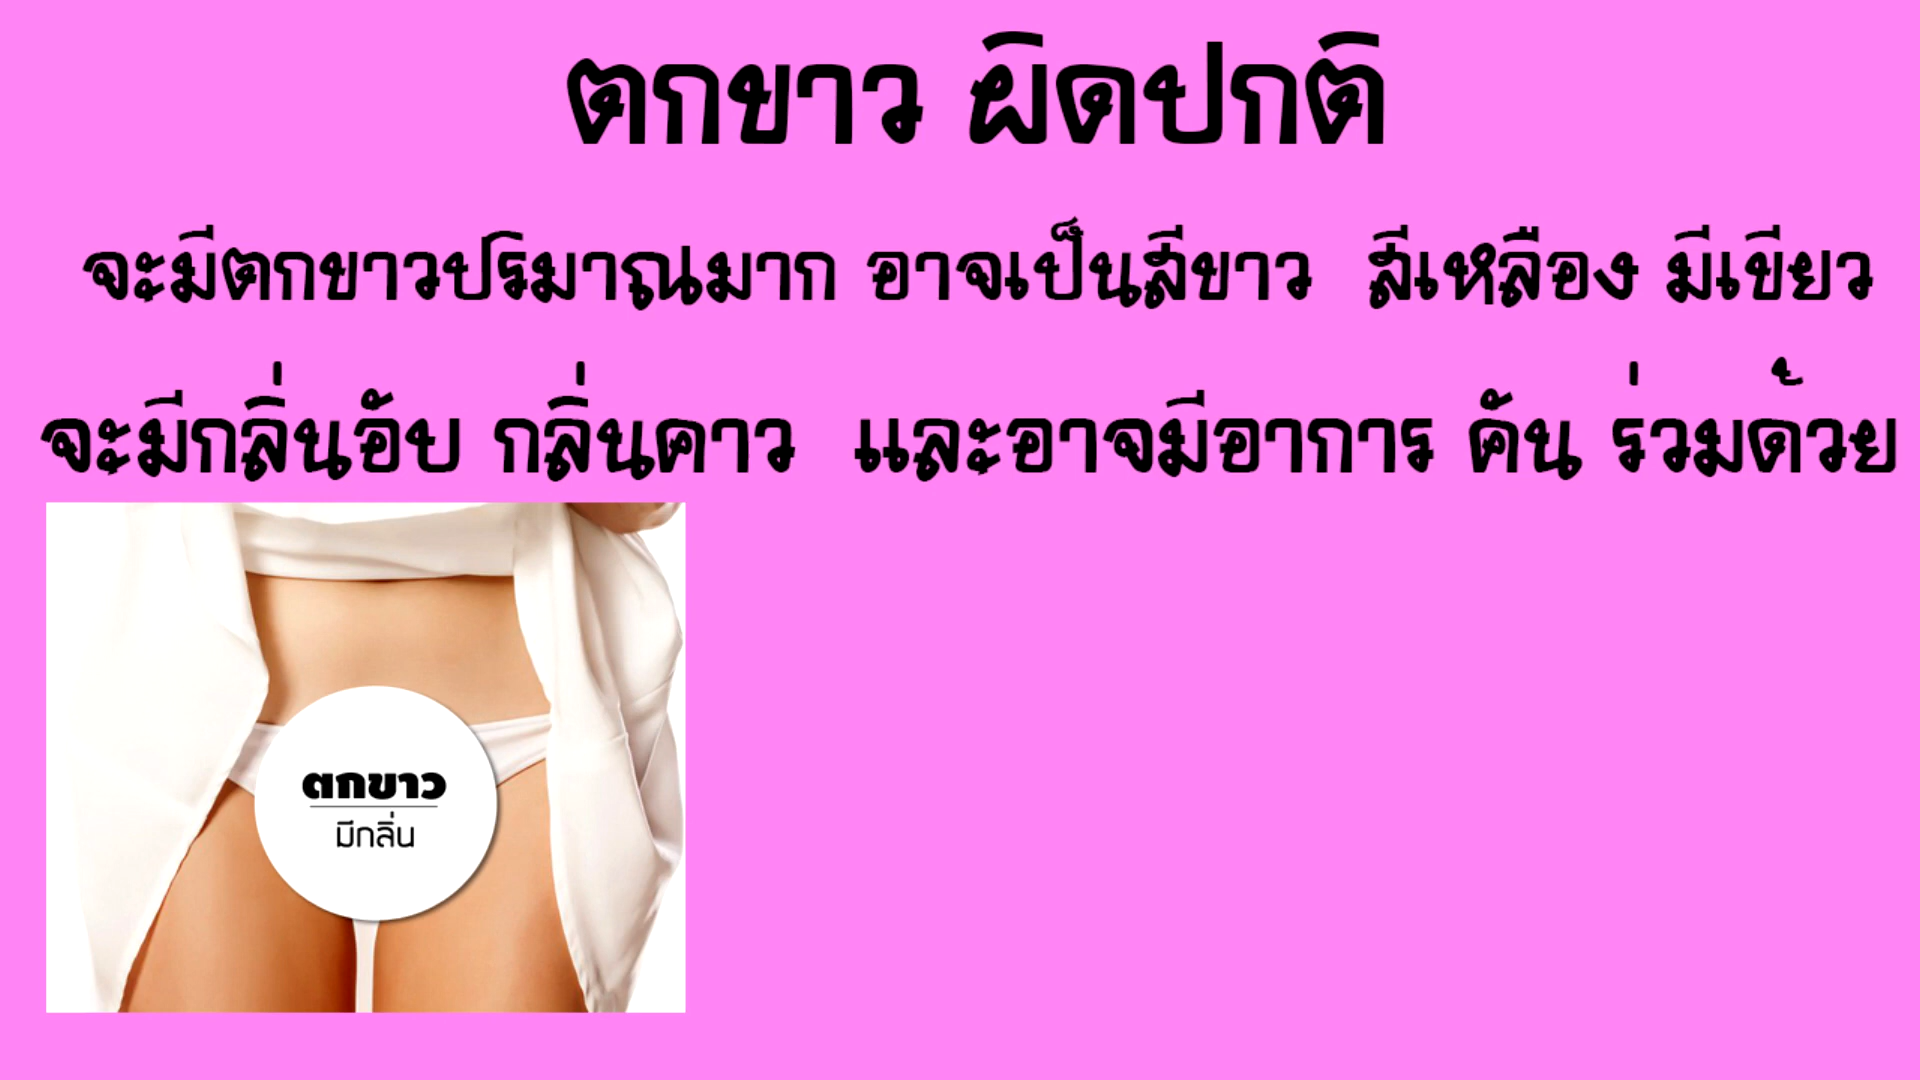 ตกขาว ผิดปกติ
จะมีตกขาวปริมาณมาก อาจเป็นสีขาว สีเหลือง มีเขียว
จะมีกลิ่นอับ กลิ่นคาว และอาจมีอาการ คัน ร่วมด้วย
ตกขาว
มีกลิ่น